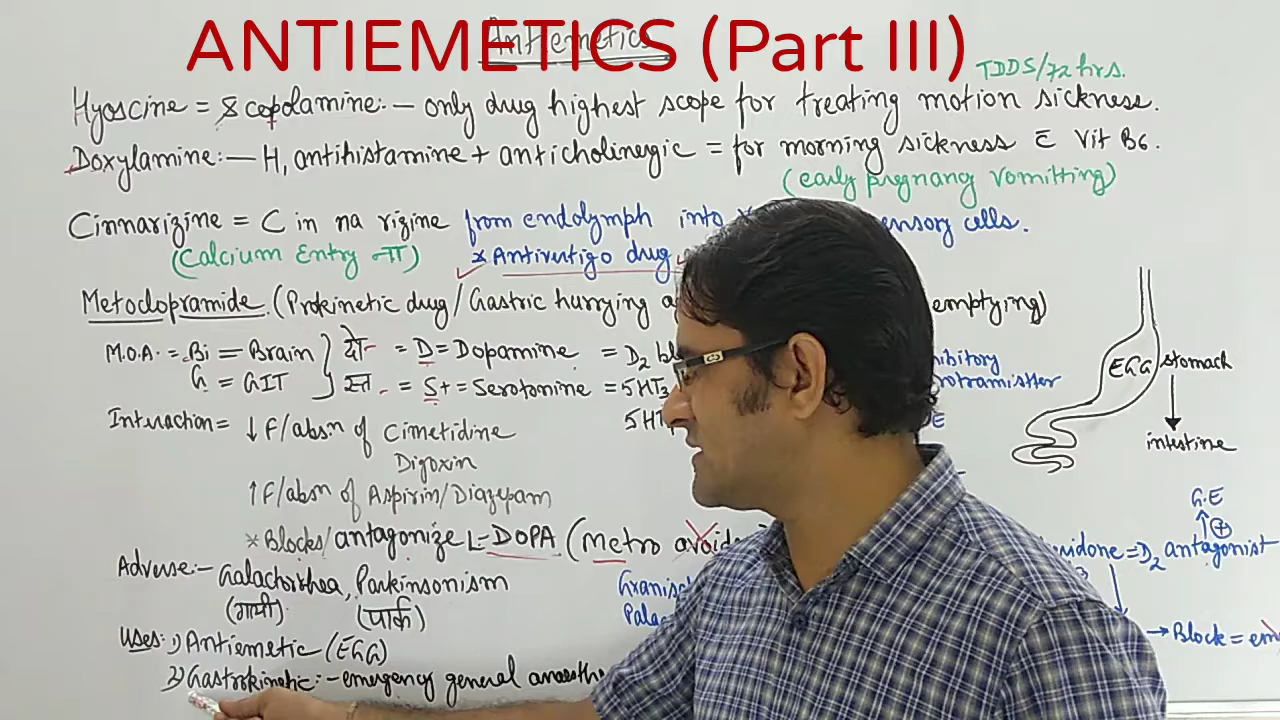 ANTIEMETICS (Part III)
Antiemetics
TDDS/72 hrs.
Hyoscine = Scopolamine:- only drug highest scope for treating motion sickness.
Doxylamine:- H, antihistamine + anticholinergic = for morning sickness c̄ Vit B6.
(early pregnancy vomitting)
Cinnarizine = C in na rizine from endolymph into sensory cells.
(Calcium Entry ना) * Antivertigo drug
Metoclopramide. (Prokinetic drug/Gastric hurrying emptying)
M.O.A. = Bi = Brain } दो = D = Dopamine = D2
G = GIT = S+ = Serotonine = 5HT3
Interaction = ↓ F/absn of Cimetidine 5HT
Digoxin
↑ F/absn of Aspirin/Diazepam
* Blocks/antagonize L-DOPA (Metro avoid
Adverse:- Galachorrhea, Parkinsonism
(गामी) (पार्क)
Uses:- 1) Antiemetic (EGG)
2) Gastrokinetic:- emergency general
EGG stomach
↓
intestine
G.E
↑ (+)
= D2 antagonist
→ Block =